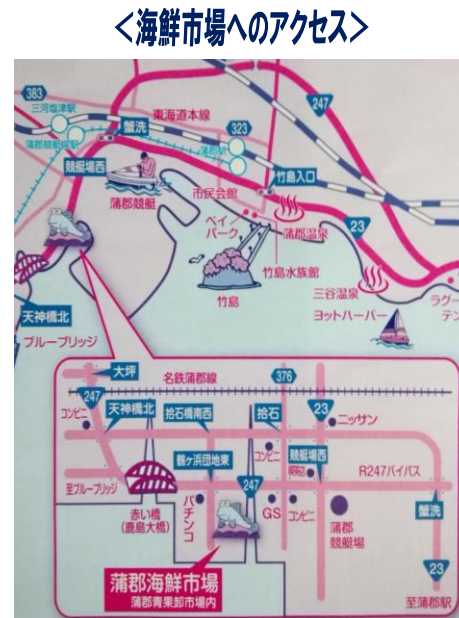 ＜海鮮市場へのアクセス＞
383
三河塩津駅
蒲郡競艇場駅
蟹洗
東海道本線
323
蒲郡駅
247
竹島入口
競艇場西
蒲郡競艇
市民会館
ベイ
パーク
蒲郡温泉
23
竹島水族館
竹島
三谷温泉
ヨットハーバー
ラグー
テン
天神橋北
ブルーブリッジ
大坪
247
名鉄蒲郡線
376
コンビニ
天神橋北
拾石橋南西
拾石
23
ニッサン
鶴ヶ浜団地東
コンビニ
競艇場西
R247バイパス
至ブルーブリッジ
247
赤い橋
(鹿島大橋)
パチンコ
GS
コンビニ
蒲郡
競艇場
蟹洗
蒲郡海鮮市場
蒲郡青果卸市場内
23
至蒲郡駅